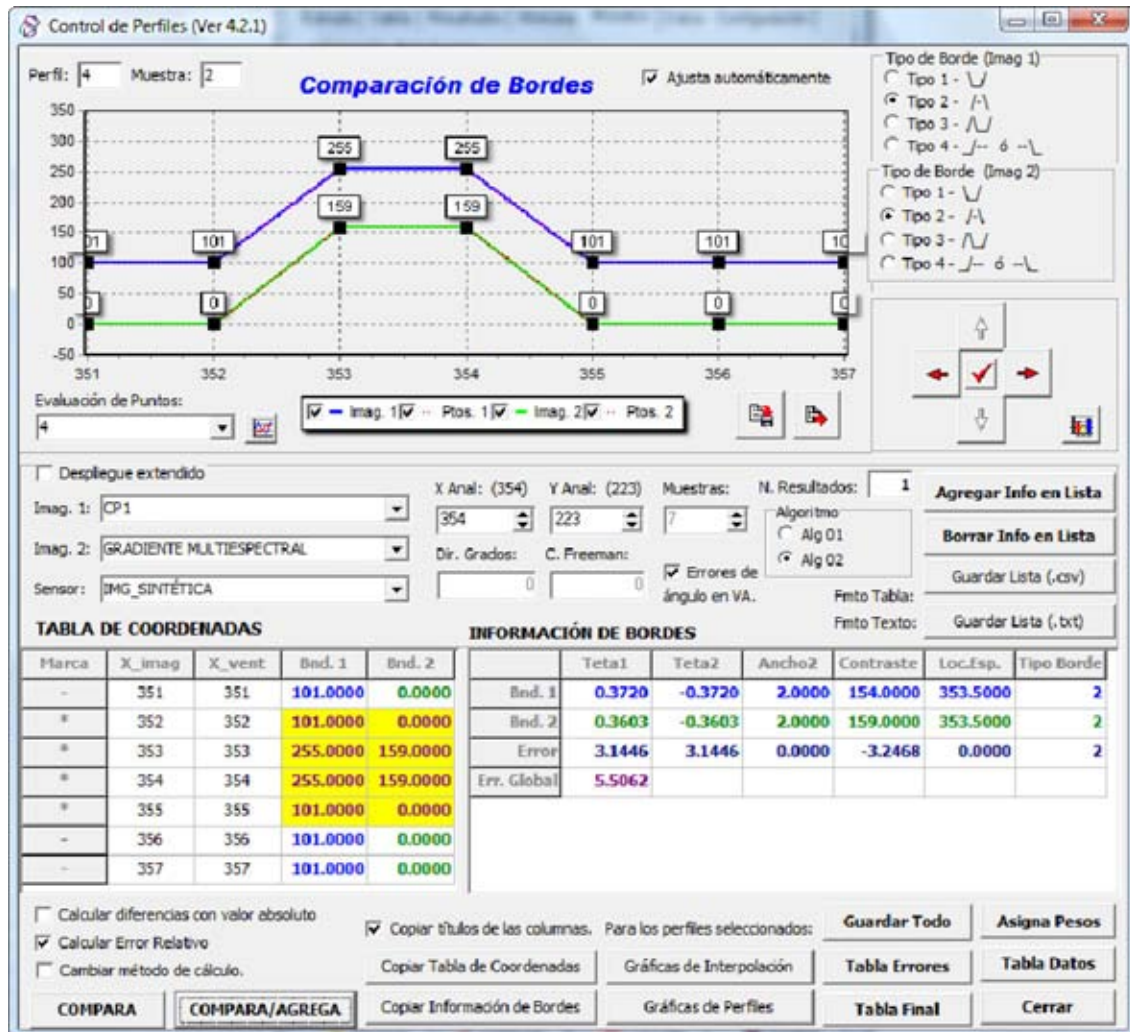 Control de Perfiles (Ver 4.2.1)
Perfil: 4 Muestra: 2
Comparación de Bordes
Ajusta automáticamente
350
300
250
200
150
100
50
0
-50
255 255
159 159
01 101 101 101 10
0 0 0 0 0
351 352 353 354 355 356 357
Evaluación de Puntos:
4
Imag. 1 Ptos. 1 Imag. 2 Ptos. 2
Tipo de Borde (Imag 1)
Tipo 1 - \_/
Tipo 2 - /-\
Tipo 3 - /\_/
Tipo 4 - _/-- ó --\_
Tipo de Borde (Imag 2)
Tipo 1 - \_/
Tipo 2 - /-\
Tipo 3 - /\_/
Tipo 4 - _/-- ó --\_
Despliegue extendido
Imag. 1: CP1
Imag. 2: GRADIENTE MULTIESPECTRAL
Sensor: IMG_SINTÉTICA
X Anal: (354) Y Anal: (223) Muestras: N. Resultados: 1
354 223 7
Algoritmo
Alg 01
Alg 02
Dir. Grados: C. Freeman:
0 0
Errores de
ángulo en VA.
Fmto Tabla:
Fmto Texto:
Agregar Info en Lista
Borrar Info en Lista
Guardar Lista (.csv)
Guardar Lista (.txt)
TABLA DE COORDENADAS
Marca X_imag X_vent Bnd. 1 Bnd. 2
- 351 351 101.0000 0.0000
* 352 352 101.0000 0.0000
* 353 353 255.0000 159.0000
* 354 354 255.0000 159.0000
* 355 355 101.0000 0.0000
- 356 356 101.0000 0.0000
- 357 357 101.0000 0.0000
INFORMACIÓN DE BORDES
Teta1 Teta2 Ancho2 Contraste Loc.Esp. Tipo Borde
Bnd. 1 0.3720 -0.3720 2.0000 154.0000 353.5000 2
Bnd. 2 0.3603 -0.3603 2.0000 159.0000 353.5000 2
Error 3.1446 3.1446 0.0000 -3.2468 0.0000 2
Err. Global 5.5062
Calcular diferencias con valor absoluto
Calcular Error Relativo
Cambiar método de cálculo.
COMPARA COMPARA/AGREGA
Copiar títulos de las columnas. Para los perfiles seleccionados:
Copiar Tabla de Coordenadas Gráficas de Interpolación
Copiar Información de Bordes Gráficas de Perfiles
Guardar Todo Asigna Pesos
Tabla Errores Tabla Datos
Tabla Final Cerrar